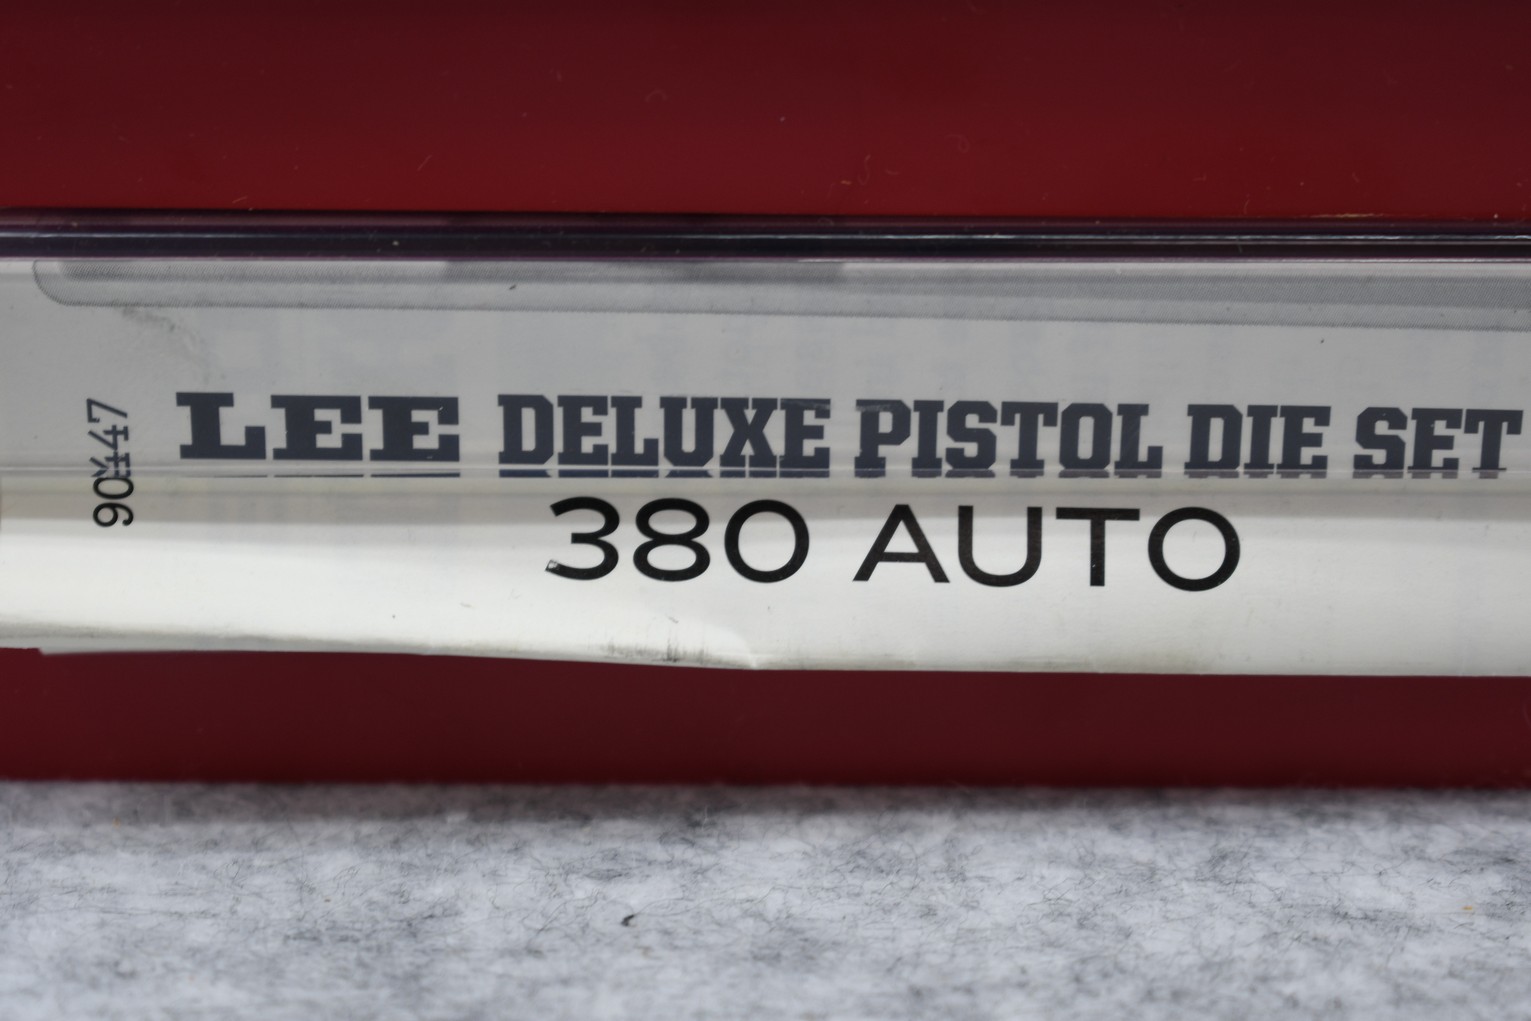 LEE DELUXE PISTOL DIE SET
380 AUTO